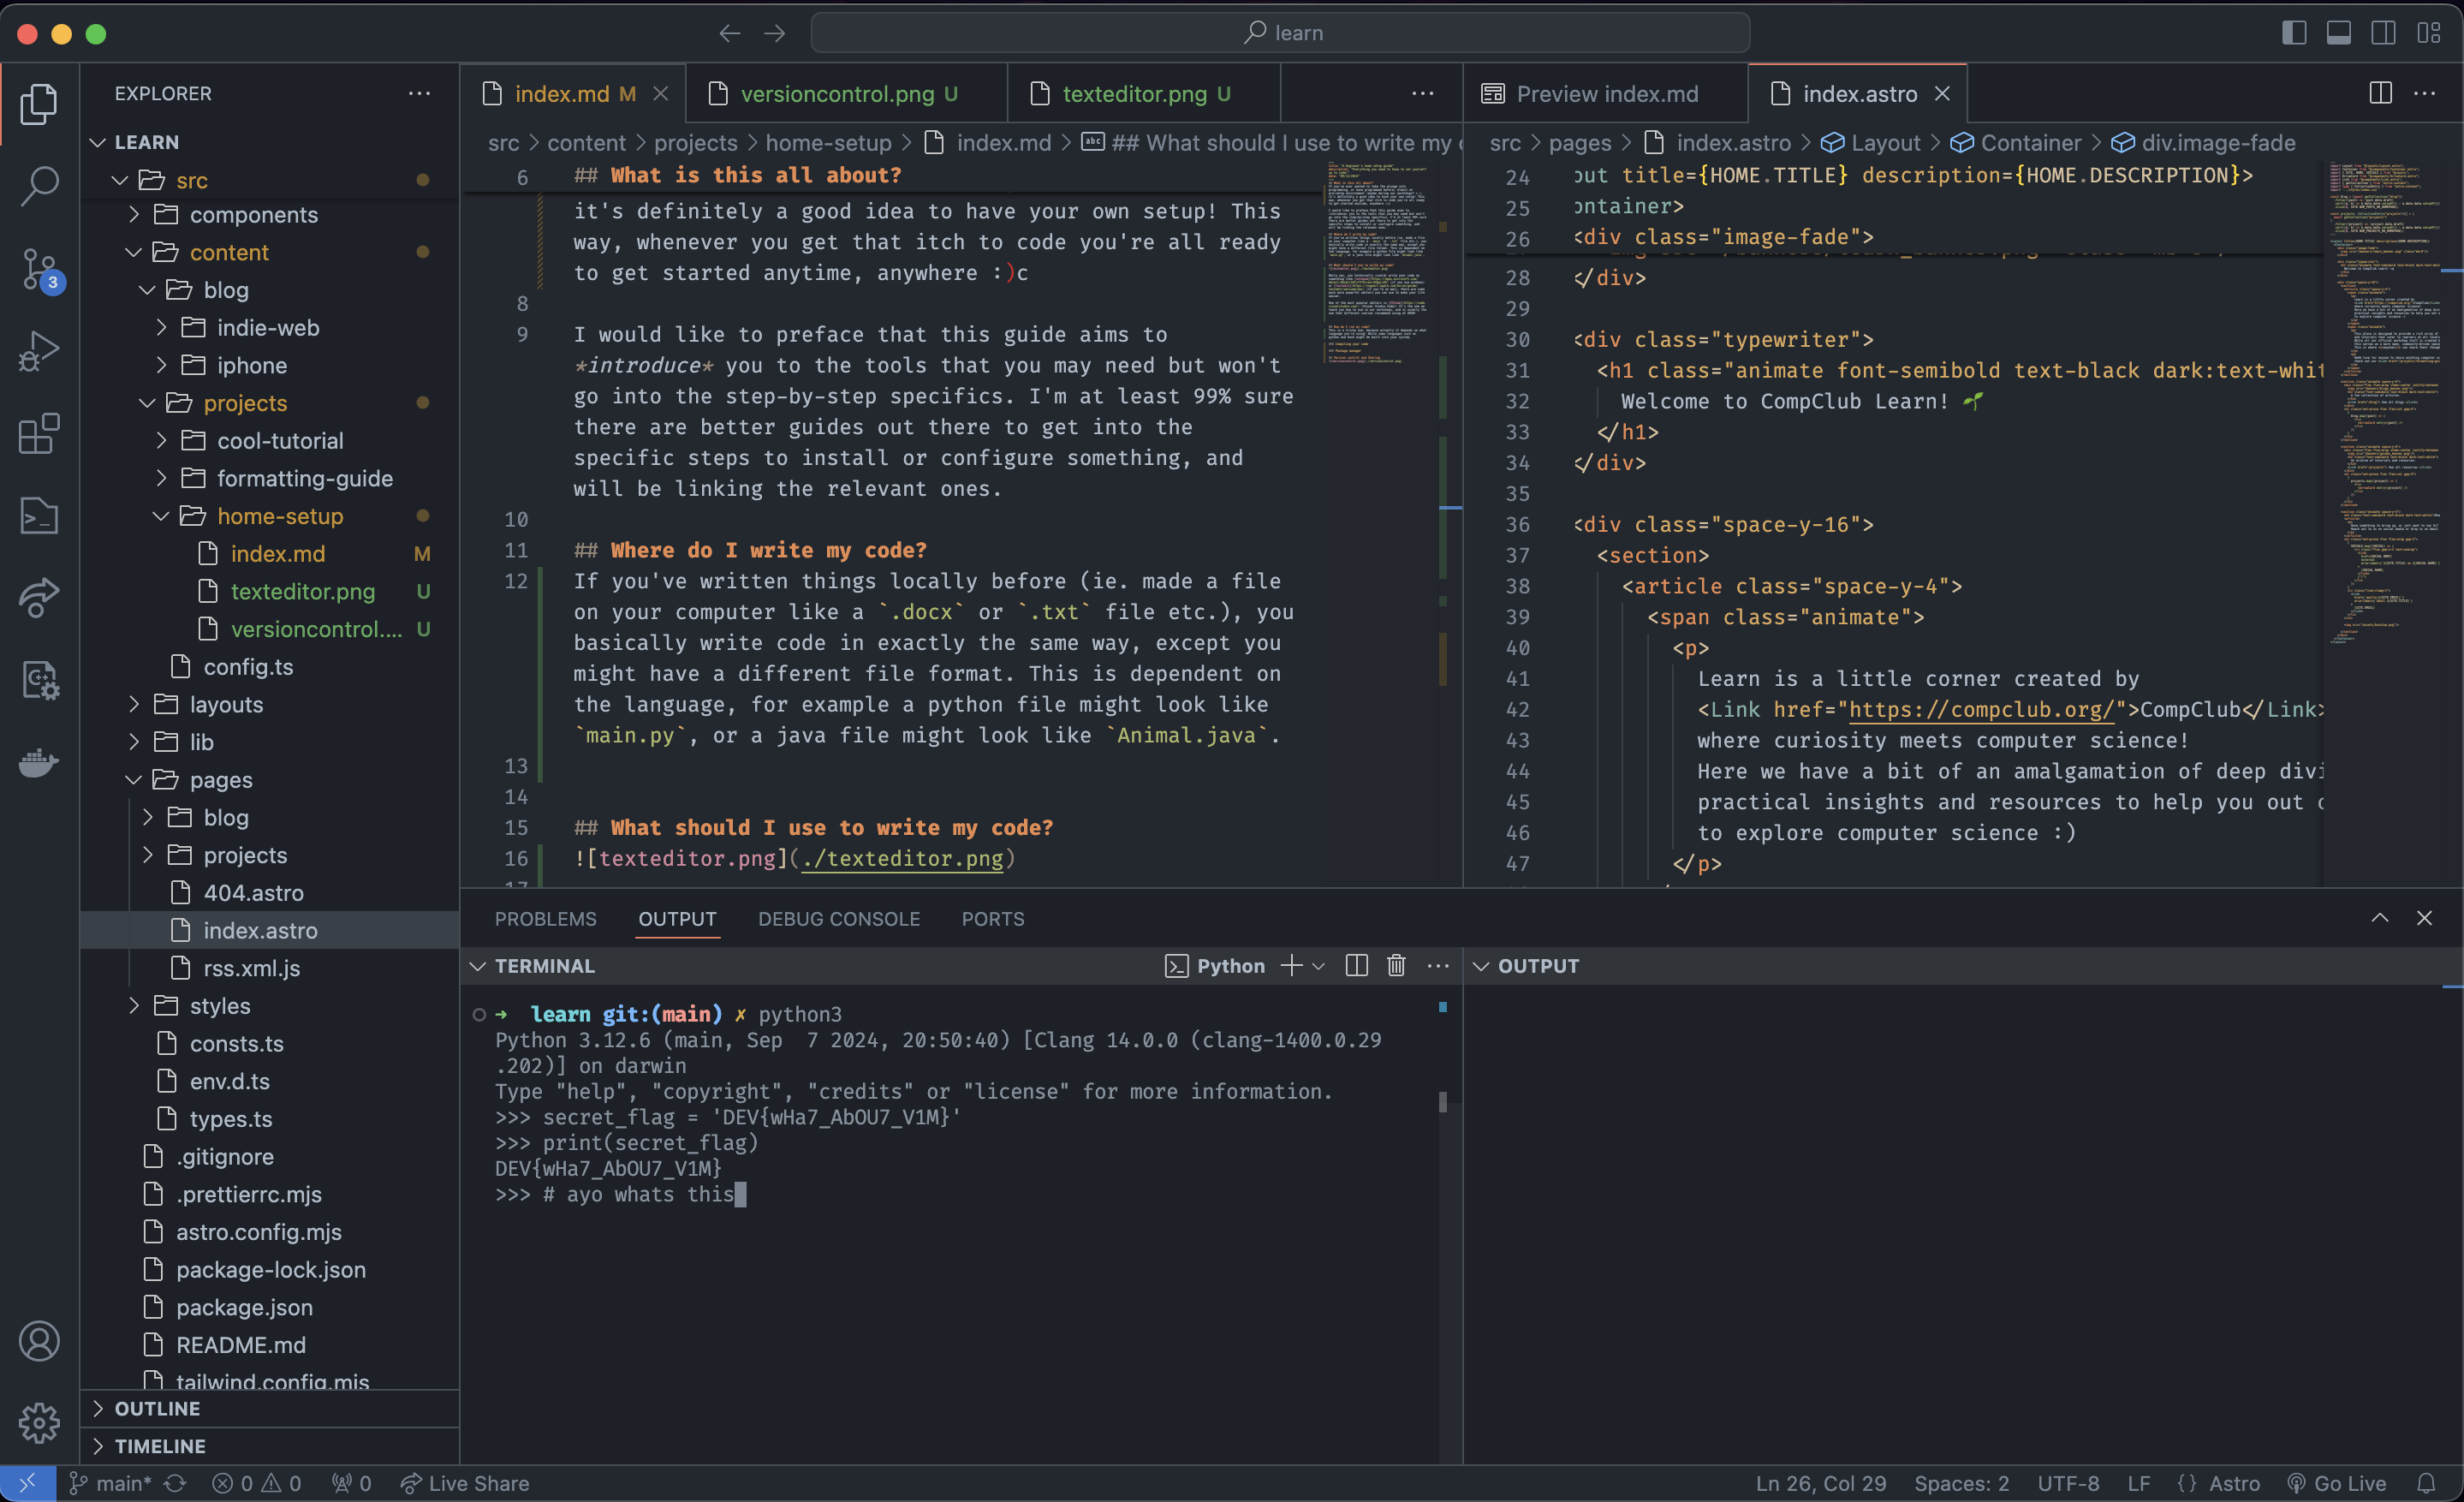 learn
EXPLORER
LEARN
src
components
content
blog
indie-web
iphone
projects
cool-tutorial
formatting-guide
home-setup
index.md M
texteditor.png U
versioncontrol.... U
config.ts
layouts
lib
pages
blog
projects
404.astro
index.astro
rss.xml.js
styles
consts.ts
env.d.ts
types.ts
.gitignore
.prettierrc.mjs
astro.config.mjs
package-lock.json
package.json
README.md
tailwind.config.mjs
OUTLINE
TIMELINE
3
index.md M
versioncontrol.png U
texteditor.png U
src > content > projects > home-setup > index.md > ## What should I use to write my
6 ## What is this all about?
it's definitely a good idea to have your own setup! This
way, whenever you get that itch to code you're all ready
to get started anytime, anywhere :)c
8
9 I would like to preface that this guide aims to
*introduce* you to the tools that you may need but won't
go into the step-by-step specifics. I'm at least 99% sure
there are better guides out there to get into the
specific steps to install or configure something, and
will be linking the relevant ones.
10
11 ## Where do I write my code?
12 If you've written things locally before (ie. made a file
on your computer like a `.docx` or `.txt` file etc.), you
basically write code in exactly the same way, except you
might have a different file format. This is dependent on
the language, for example a python file might look like
`main.py`, or a java file might look like `Animal.java`.
13
14
15 ## What should I use to write my code?
16 ![texteditor.png](./texteditor.png)
17
Preview index.md
index.astro
src > pages > index.astro > Layout > Container > div.image-fade
24 out title={HOME.TITLE} description={HOME.DESCRIPTION}>
25 ontainer>
26 <div class="image-fade">
28 </div>
29
30 <div class="typewriter">
31 <h1 class="animate font-semibold text-black dark:text-whit
32 Welcome to CompClub Learn! 🌱
33 </h1>
34 </div>
35
36 <div class="space-y-16">
37 <section>
38 <article class="space-y-4">
39 <span class="animate">
40 <p>
41 Learn is a little corner created by
42 <Link href="https://compclub.org/">CompClub</Link>
43 where curiosity meets computer science!
44 Here we have a bit of an amalgamation of deep divi
45 practical insights and resources to help you out
46 to explore computer science :)
47 </p>
PROBLEMS OUTPUT DEBUG CONSOLE PORTS
TERMINAL
Python
OUTPUT
learn git:(main) ✗ python3
Python 3.12.6 (main, Sep  7 2024, 20:50:40) [Clang 14.0.0 (clang-1400.0.29
.202)] on darwin
Type "help", "copyright", "credits" or "license" for more information.
>>> secret_flag = 'DEV{wHa7_AbOU7_V1M}'
>>> print(secret_flag)
DEV{wHa7_AbOU7_V1M}
>>> # ayo whats this
main* 0 0 0 Live Share
Ln 26, Col 29 Spaces: 2 UTF-8 LF {} Astro Go Live